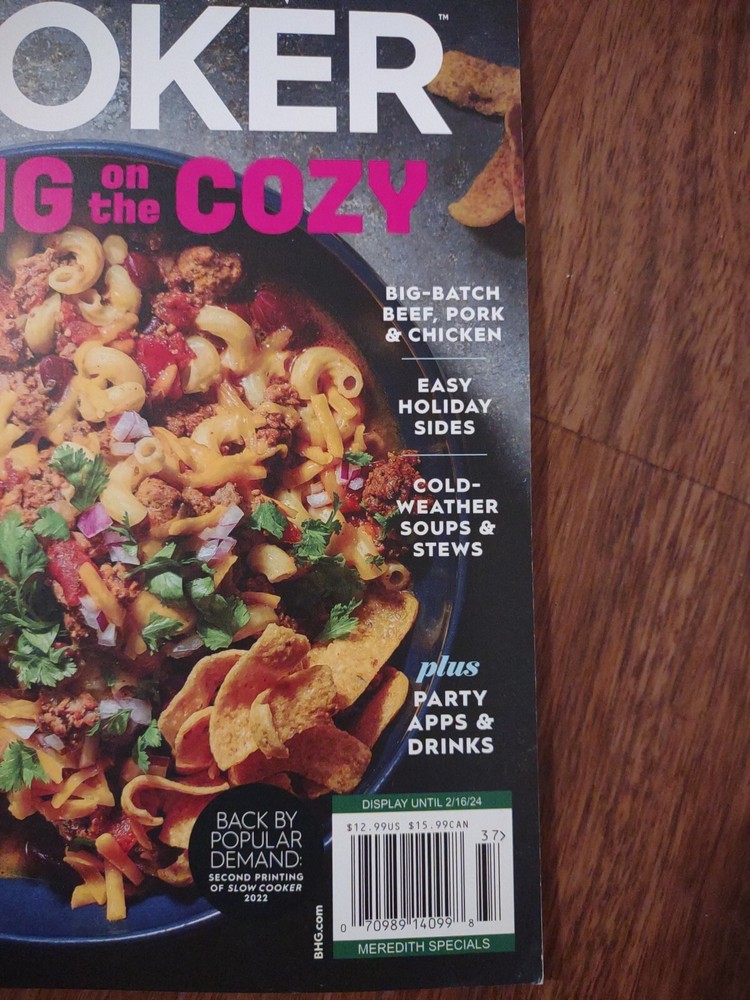 OKER™
G on the COZY
BIG-BATCH
BEEF, PORK
& CHICKEN
EASY
HOLIDAY
SIDES
COLD-
WEATHER
SOUPS &
STEWS
plus
PARTY
APPS &
DRINKS
BACK BY
POPULAR
DEMAND:
SECOND PRINTING
OF SLOW COOKER
2022
BHG.com
DISPLAY UNTIL 2/16/24
$12.99US $15.99CAN
37>
0 70989 14099 8
MEREDITH SPECIALS